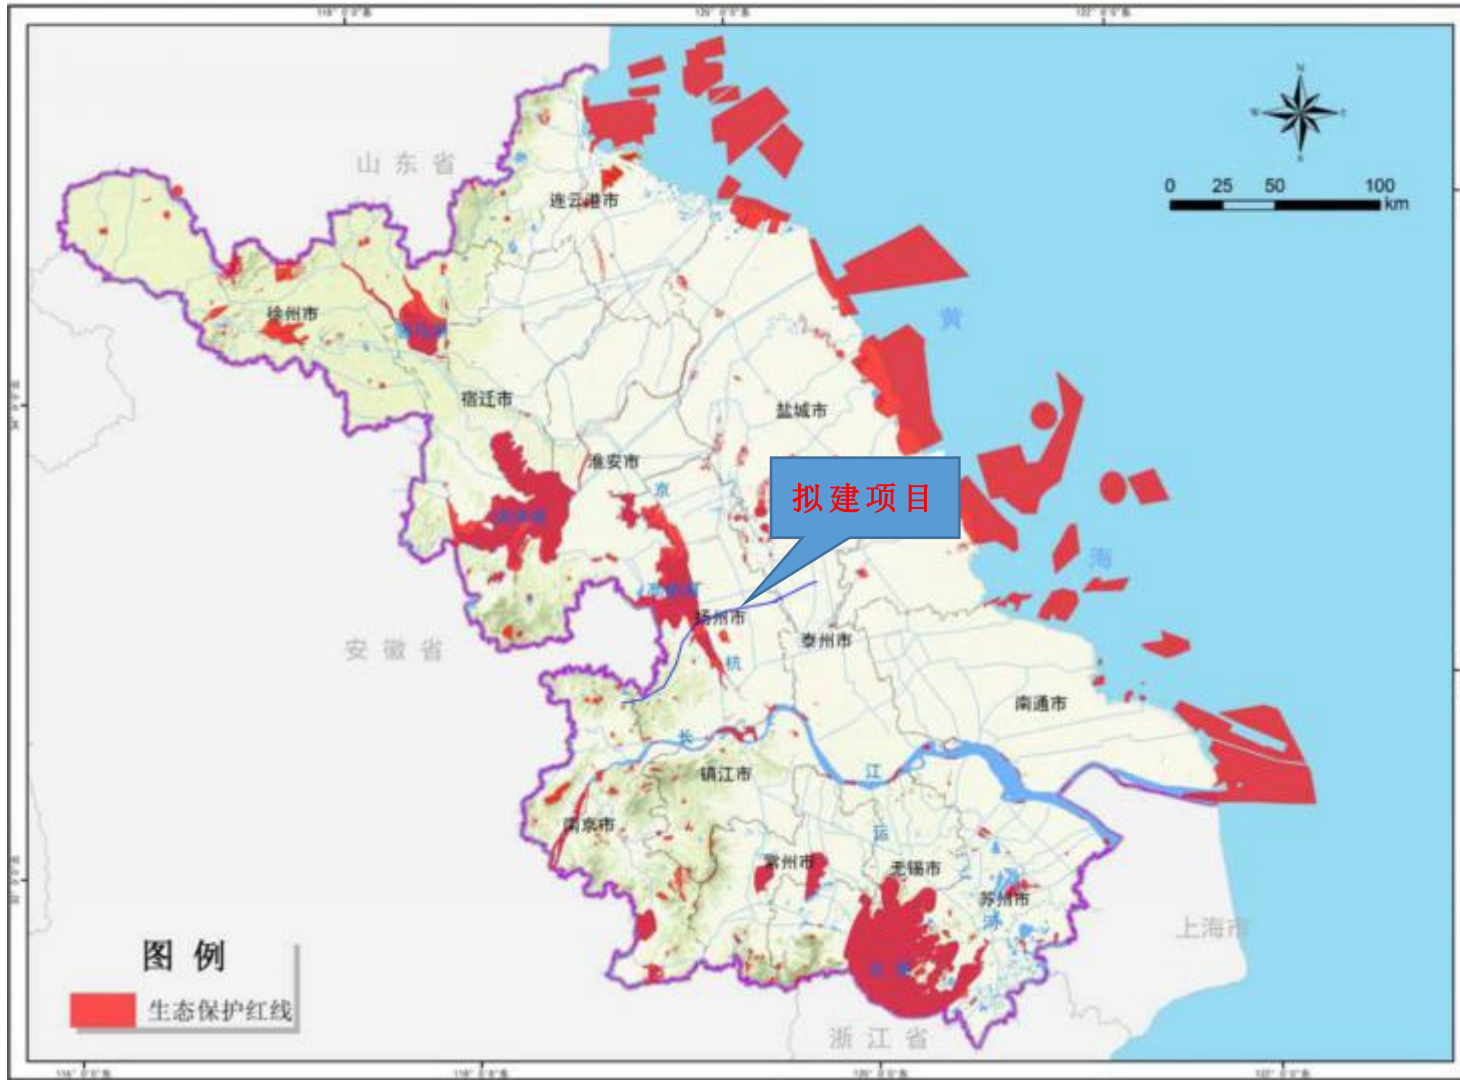 N
W
E
S
0 25 50 100
km
山东省
连云港市
徐州市
黄
宿迁市
盐城市
淮安市
京
拟建项目
海
扬州市
泰州市
安徽省
杭
南通市
长
江
镇江市
南京市
运
常州市
无锡市
苏州市
河
上海市
图例
生态保护红线
浙江省